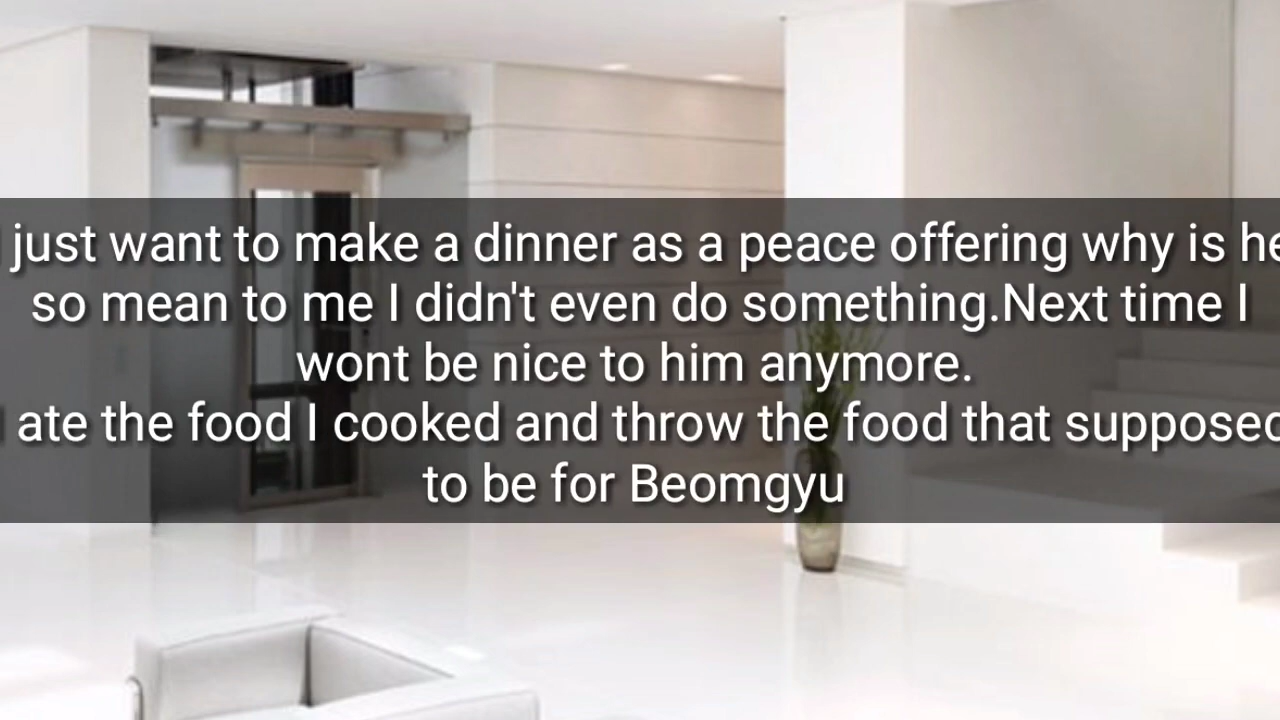 I just want to make a dinner as a peace offering why is he
so mean to me I didn't even do something.Next time I
wont be nice to him anymore.
I ate the food I cooked and throw the food that supposed
to be for Beomgyu